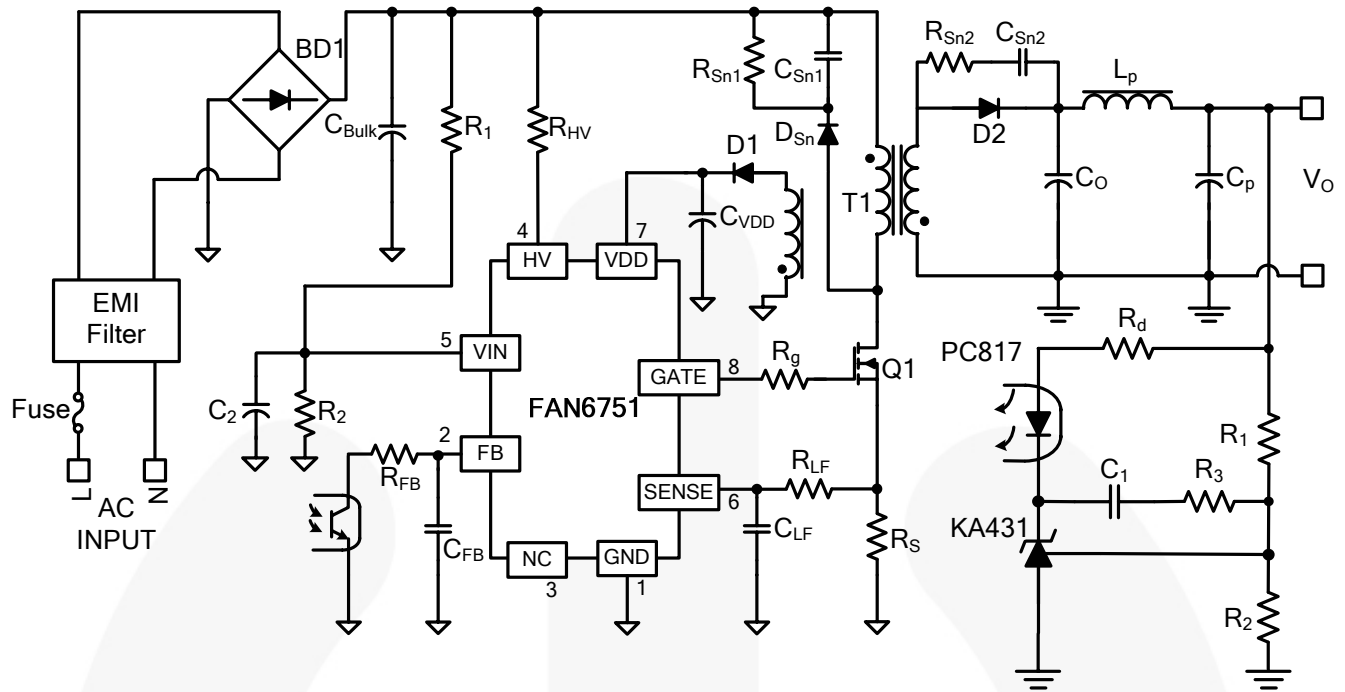 BD1
C_Bulk
R_1
R_HV
R_Sn1
C_Sn1
D_Sn
D1
C_VDD
T1
R_Sn2
C_Sn2
D2
L_p
C_O
C_p
V_O
EMI
Filter
Fuse
L
N
AC
INPUT
C_2
R_2
4
HV
7
VDD
5
VIN
GATE
8
R_g
Q1
FAN6751
2
FB
R_FB
C_FB
SENSE
6
R_LF
C_LF
R_S
NC
3
GND
1
R_d
PC817
R_1
C_1
R_3
KA431
R_2